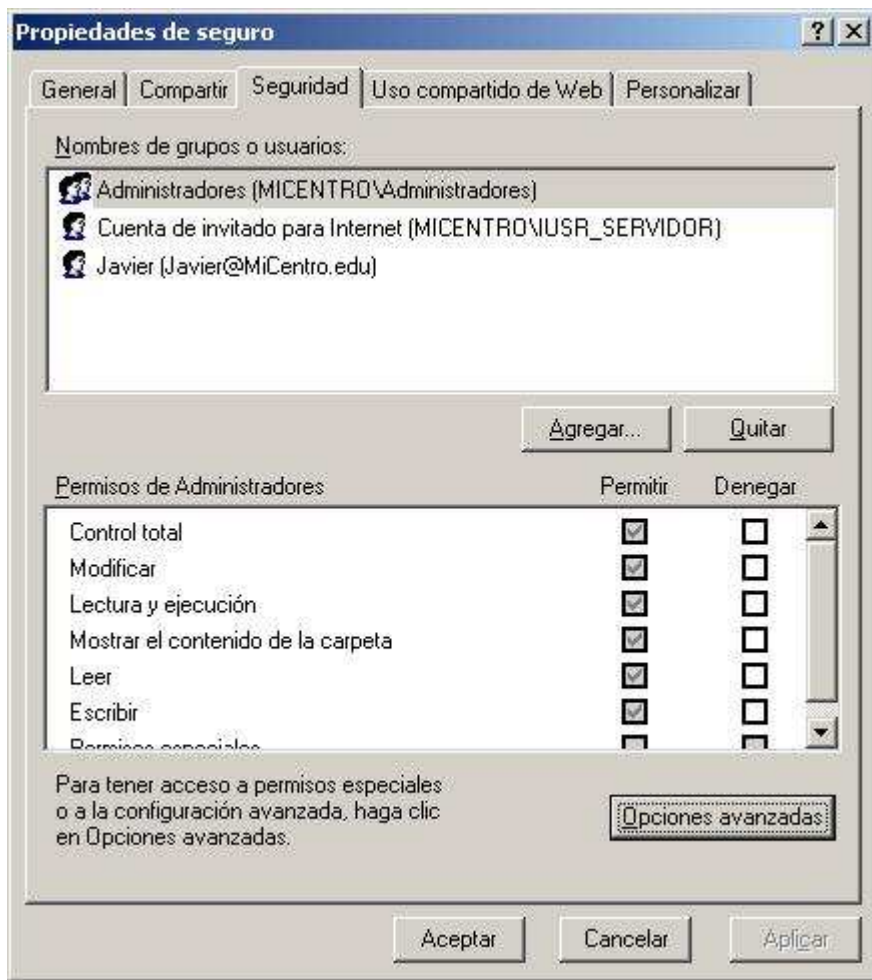 Propiedades de seguro
General Compartir Seguridad Uso compartido de Web Personalizar
Nombres de grupos o usuarios:
Administradores (MICENTRO\Administradores)
Cuenta de invitado para Internet (MICENTRO\IUSR_SERVIDOR)
Javier (Javier@MiCentro.edu)
Agregar... Quitar
Permisos de Administradores Permitir Denegar
Control total
Modificar
Lectura y ejecución
Mostrar el contenido de la carpeta
Leer
Escribir
Permisos especiales
Para tener acceso a permisos especiales
o a la configuración avanzada, haga clic
en Opciones avanzadas.
Opciones avanzadas
Aceptar Cancelar Aplicar